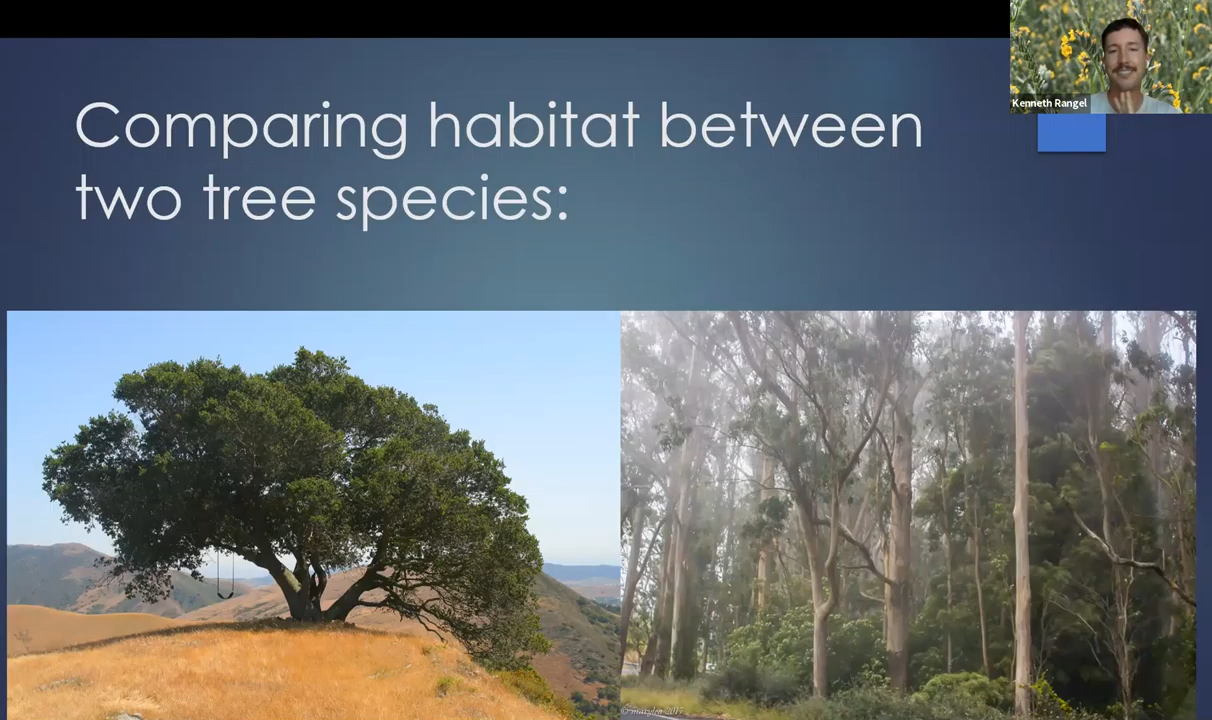 Kenneth Rangel
Comparing habitat between
two tree species: